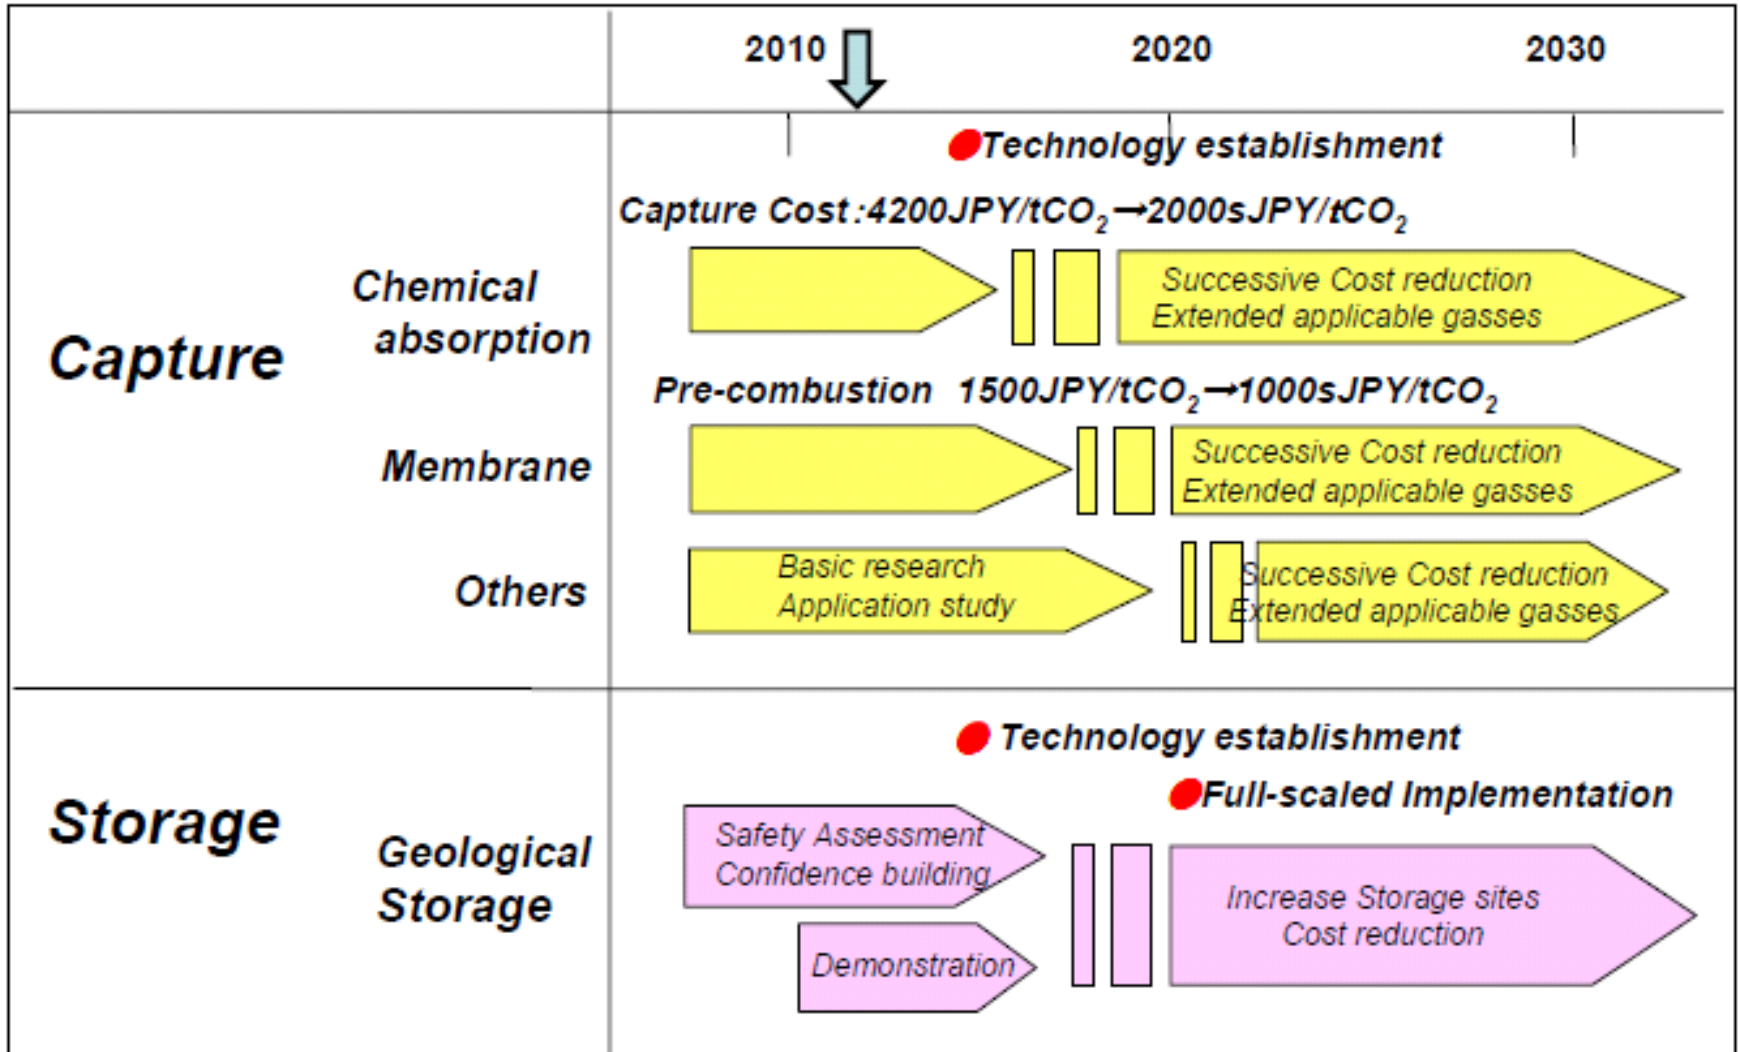 2010 2020 2030
Technology establishment
Capture Cost:4200JPY/tCO₂→2000sJPY/tCO₂
Chemical
absorption
Successive Cost reduction
Extended applicable gasses
Capture
Pre-combustion 1500JPY/tCO₂→1000sJPY/tCO₂
Membrane
Successive Cost reduction
Extended applicable gasses
Others
Basic research
Application study
Successive Cost reduction
Extended applicable gasses
Technology establishment
Full-scaled Implementation
Storage
Geological
Storage
Safety Assessment
Confidence building
Demonstration
Increase Storage sites
Cost reduction